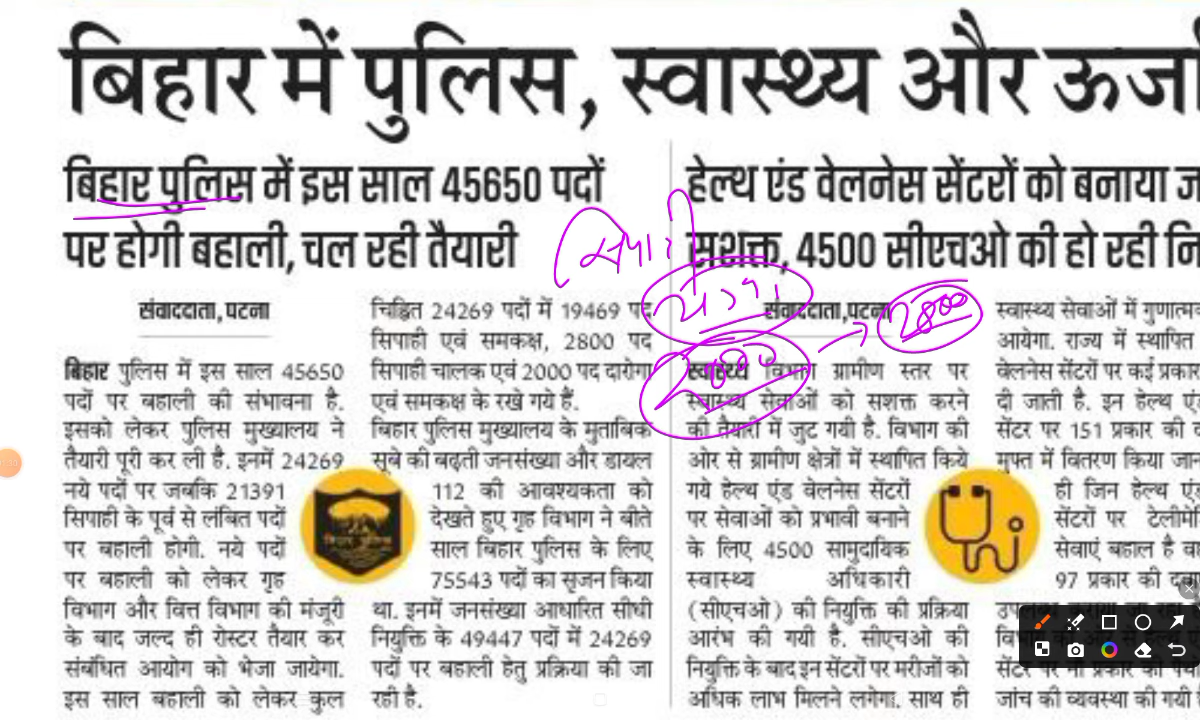 बिहार में पुलिस, स्वास्थ्य और
बिहार पुलिस में इस साल 45650 पदों
पर होगी बहाली, चल रही तैयारी
संवाददाता, पटना
बिहार पुलिस में इस साल 45650
पदों पर बहाली की संभावना है.
इसको लेकर पुलिस मुख्यालय ने
तैयारी पूरी कर ली है. इनमें 24269
नये पदों पर जबकि 21391
सिपाही के पूर्व से लंबित पदों
पर बहाली होगी. नये पदों
पर बहाली को लेकर गृह
विभाग और वित्त विभाग की मंजूरी
के बाद जल्द ही रोस्टर तैयार कर
संबंधित आयोग को भेजा जायेगा.
इस साल बहाली को लेकर कुल
चिह्नित 24269 पदों में 19469 पद
सिपाही एवं समकक्ष, 2800 पद
सिपाही चालक एवं 2000 पद दारोगा
एवं समकक्ष के रखे गये हैं.
बिहार पुलिस मुख्यालय के मुताबिक
सूबे की बढ़ती जनसंख्या और डायल
112 की आवश्यकता को
देखते हुए गृह विभाग ने बीते
साल बिहार पुलिस के लिए
75543 पदों का सृजन किया
था. इनमें जनसंख्या आधारित सीधी
नियुक्ति के 49447 पदों में 24269
पदों पर बहाली हेतु प्रक्रिया की जा
रही है.
हेल्थ एंड वेलनेस सेंटरों को बनाया
सशक्त, 4500 सीएचओ की हो रही
21391
2000
2800
संवाददाता, पटना
स्वास्थ्य विभाग ग्रामीण स्तर पर
स्वास्थ्य सेवाओं को सशक्त करने
की तैयारी में जुट गयी है. विभाग की
ओर से ग्रामीण क्षेत्रों में स्थापित किये
गये हेल्थ एंड वेलनेस सेंटरों
पर सेवाओं को प्रभावी बनाने
के लिए 4500 सामुदायिक
स्वास्थ्य अधिकारी
(सीएचओ) की नियुक्ति की प्रक्रिया
आरंभ की गयी है. सीएचओ की
नियुक्ति के बाद इन सेंटरों पर मरीजों को
अधिक लाभ मिलने लगेगा. साथ ही
स्वास्थ्य सेवाओं में
आयेगा. राज्य में स्थापित
वेलनेस सेंटरों पर कई प्रकार
दी जाती है. इन हेल्थ
सेंटर पर 151 प्रकार की
मुफ्त में वितरण किया
ही जिन हेल्थ
सेंटरों पर
सेवाएं बहाल है
97 प्रकार की
जांच की व्यवस्था की गयी